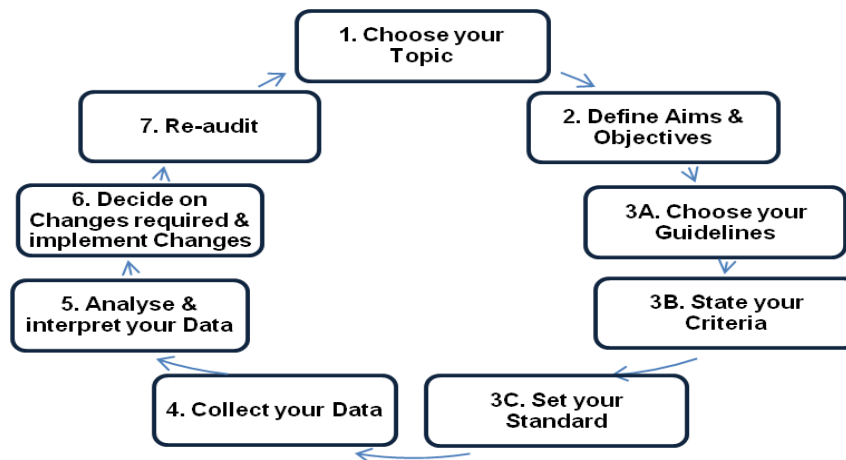 1. Choose your
Topic
2. Define Aims &
Objectives
3A. Choose your
Guidelines
3B. State your
Criteria
3C. Set your
Standard
4. Collect your Data
5. Analyse &
interpret your Data
6. Decide on
Changes required &
implement Changes
7. Re-audit